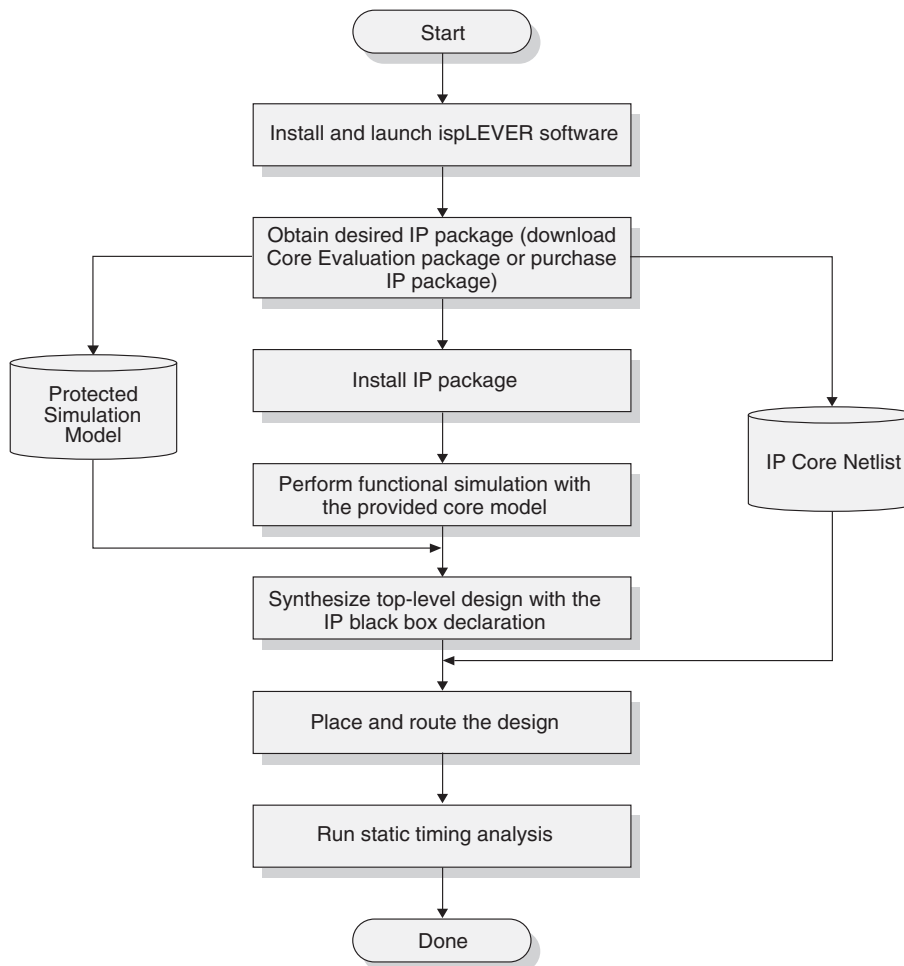 Start
Install and launch ispLEVER software
Obtain desired IP package (download
Core Evaluation package or purchase
IP package)
Install IP package
Protected
Simulation
Model
IP Core Netlist
Perform functional simulation with
the provided core model
Synthesize top-level design with the
IP black box declaration
Place and route the design
Run static timing analysis
Done